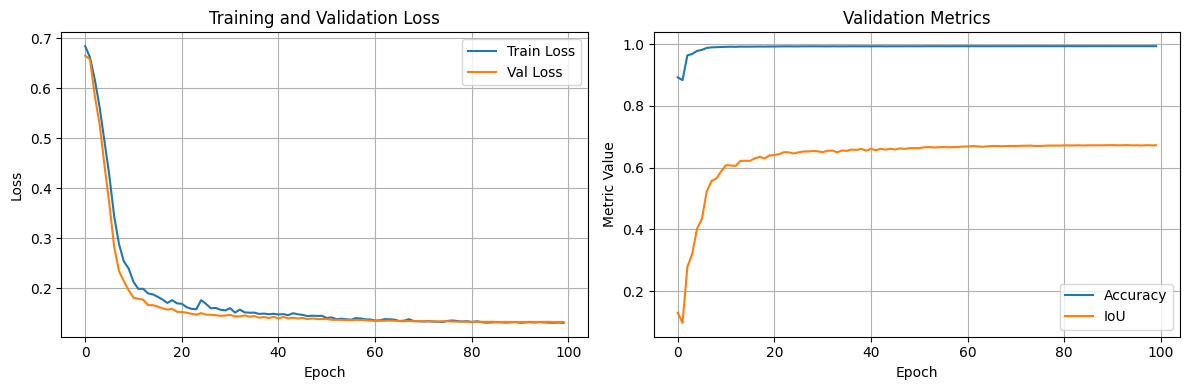 Training and Validation Loss
Loss
0.7
0.6
0.5
0.4
0.3
0.2
Train Loss
Val Loss
0 20 40 60 80 100
Epoch
Validation Metrics
Metric Value
1.0
0.8
0.6
0.4
0.2
Accuracy
IoU
0 20 40 60 80 100
Epoch